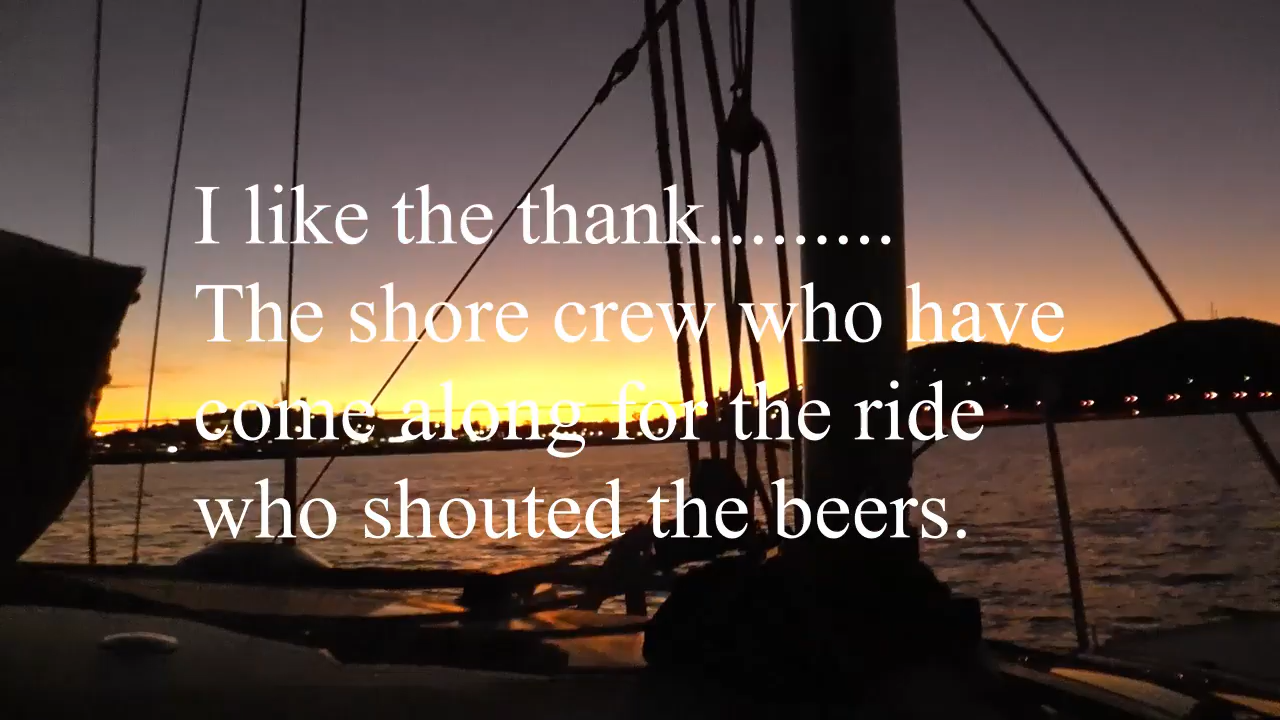 I like the thank.........
The shore crew who have
come along for the ride
who shouted the beers.